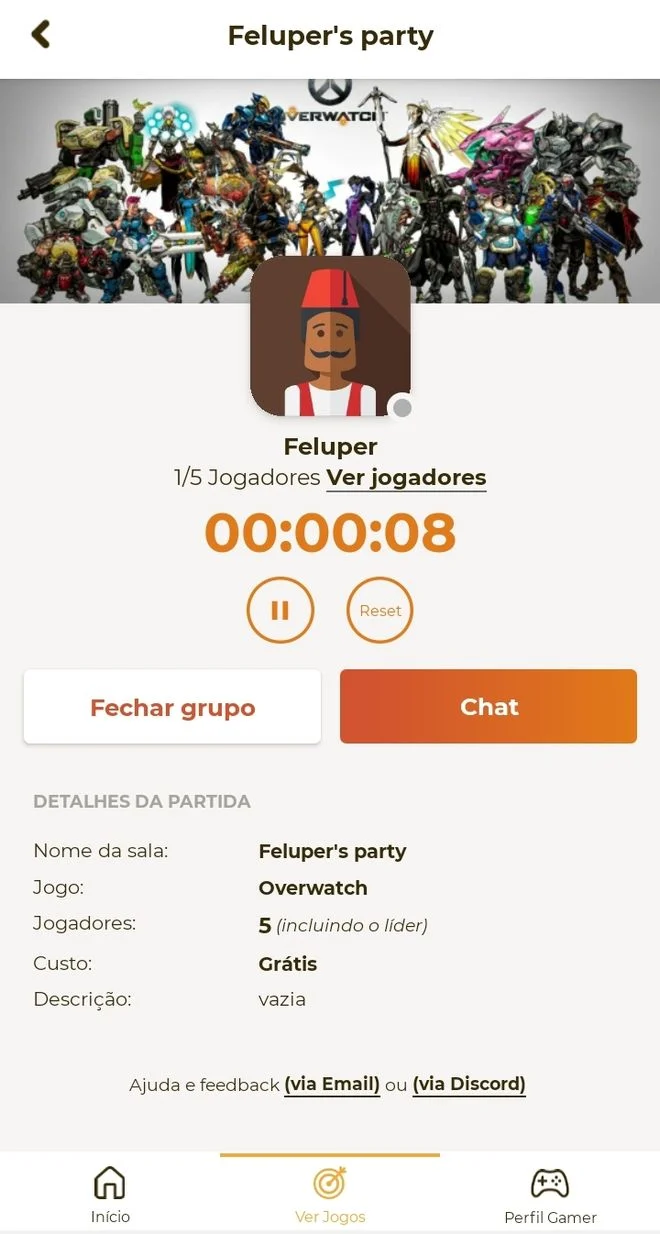 Feluper's party
OVERWATCH
Feluper
1/5 Jogadores Ver jogadores
00:00:08
Reset
Fechar grupo
Chat
DETALHES DA PARTIDA
Nome da sala: Feluper's party
Jogo: Overwatch
Jogadores: 5 (incluindo o líder)
Custo: Grátis
Descrição: vazia
Ajuda e feedback (via Email) ou (via Discord)
Início
Ver Jogos
Perfil Gamer